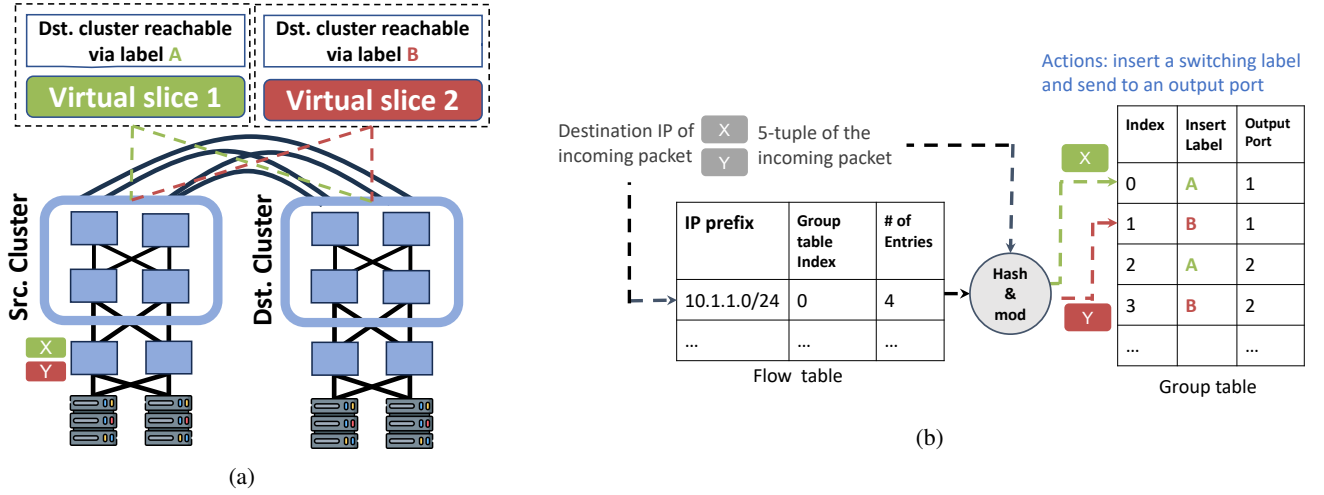 Dst. cluster reachable
via label A
Dst. cluster reachable
via label B
Virtual slice 1
Virtual slice 2
Src. Cluster
Dst. Cluster
X
Y
(a)
Actions: insert a switching label
and send to an output port
Destination IP of
incoming packet
X
Y
5-tuple of the
incoming packet
IP prefix
Group
table
Index
# of
Entries
10.1.1.0/24
0
4
...
...
...
Flow table
Hash
&
mod
X
Y
Index
Insert
Label
Output
Port
0
A
1
1
B
1
2
A
2
3
B
2
...
...
Group table
(b)